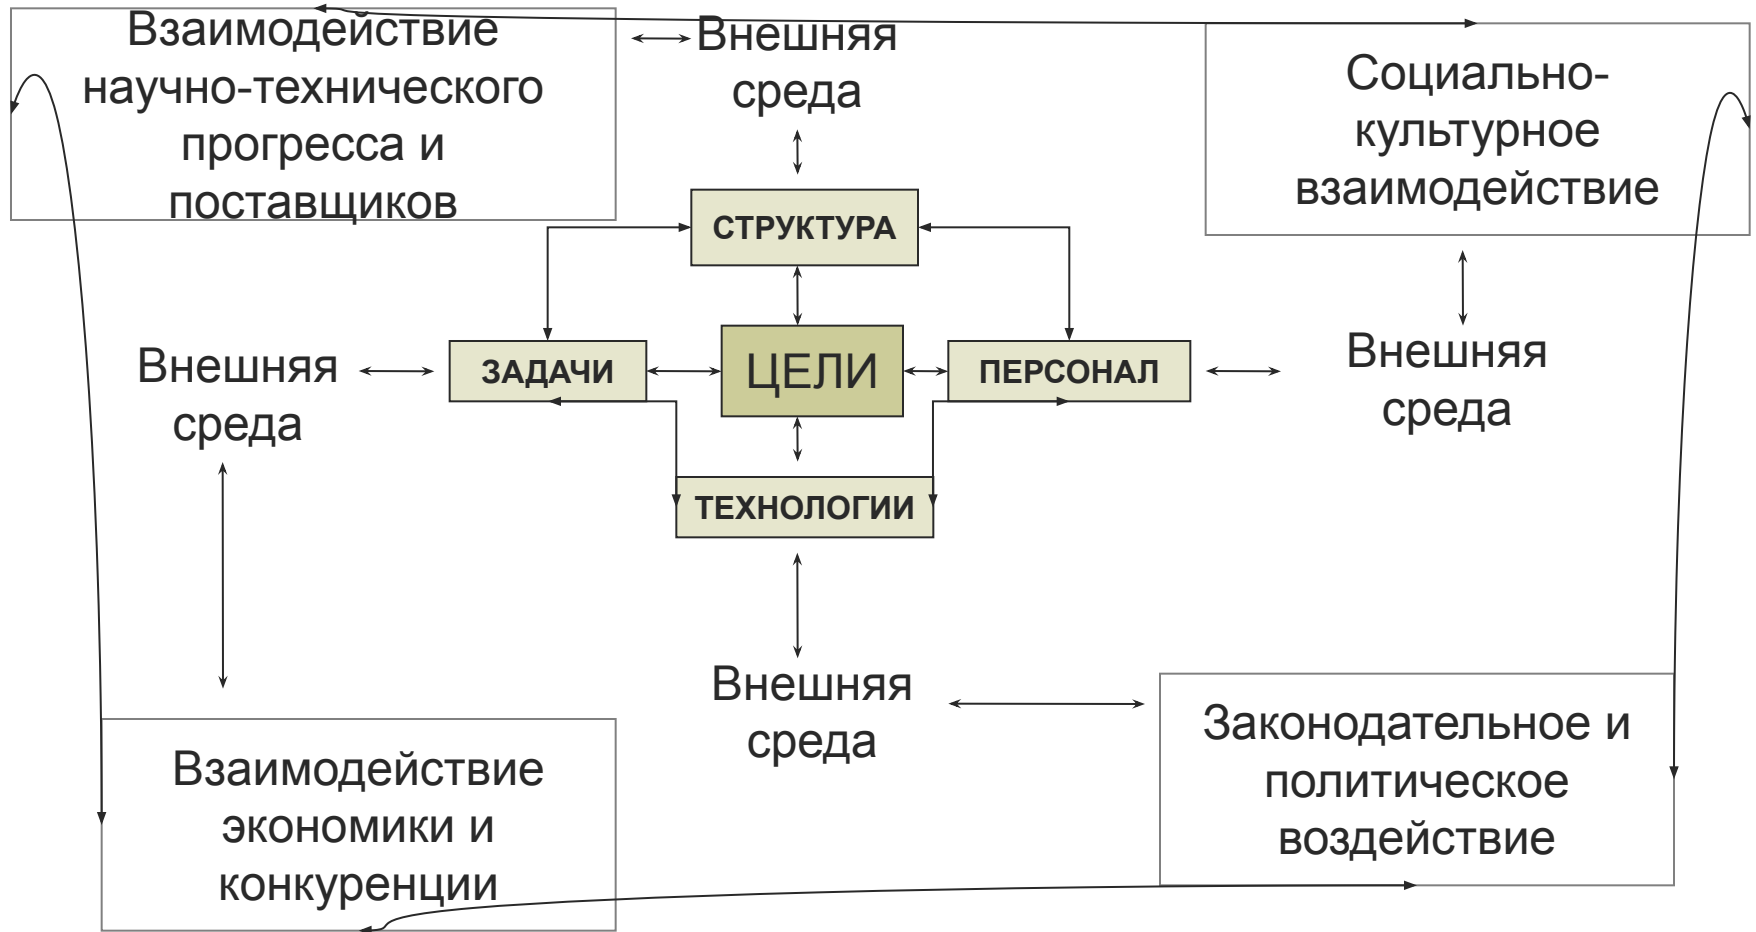 Взаимодействие
научно-технического
прогресса и
поставщиков
Внешняя
среда
Социально-
культурное
взаимодействие
СТРУКТУРА
Внешняя
среда
ЗАДАЧИ
ЦЕЛИ
ПЕРСОНАЛ
Внешняя
среда
ТЕХНОЛОГИИ
Внешняя
среда
Взаимодействие
экономики и
конкуренции
Законодательное и
политическое
воздействие